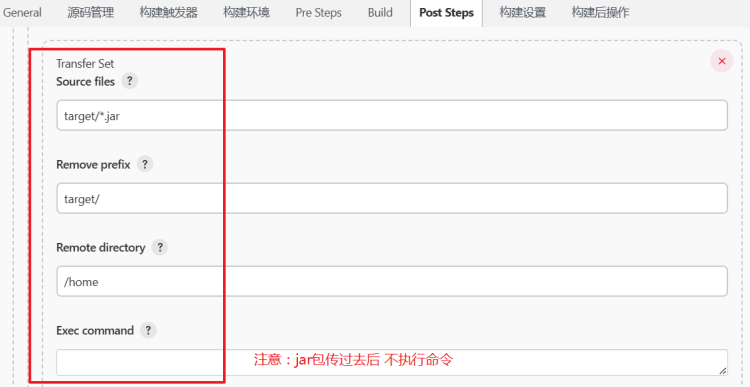 General 源码管理 构建触发器 构建环境 Pre Steps Build Post Steps 构建设置 构建后操作
Transfer Set
Source files ?
target/*.jar
Remove prefix ?
target/
Remote directory ?
/home
Exec command ?
注意：jar包传过去后 不执行命令